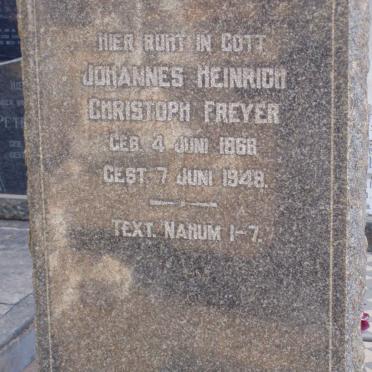 HIER RUHT IN GOTT
JOHANNES HEINRICH
CHRISTOPH FREYER
GEB. 4 JUNI 1868
GEST. 7 JUNI 1948.
TEXT. NAHUM 1-7.